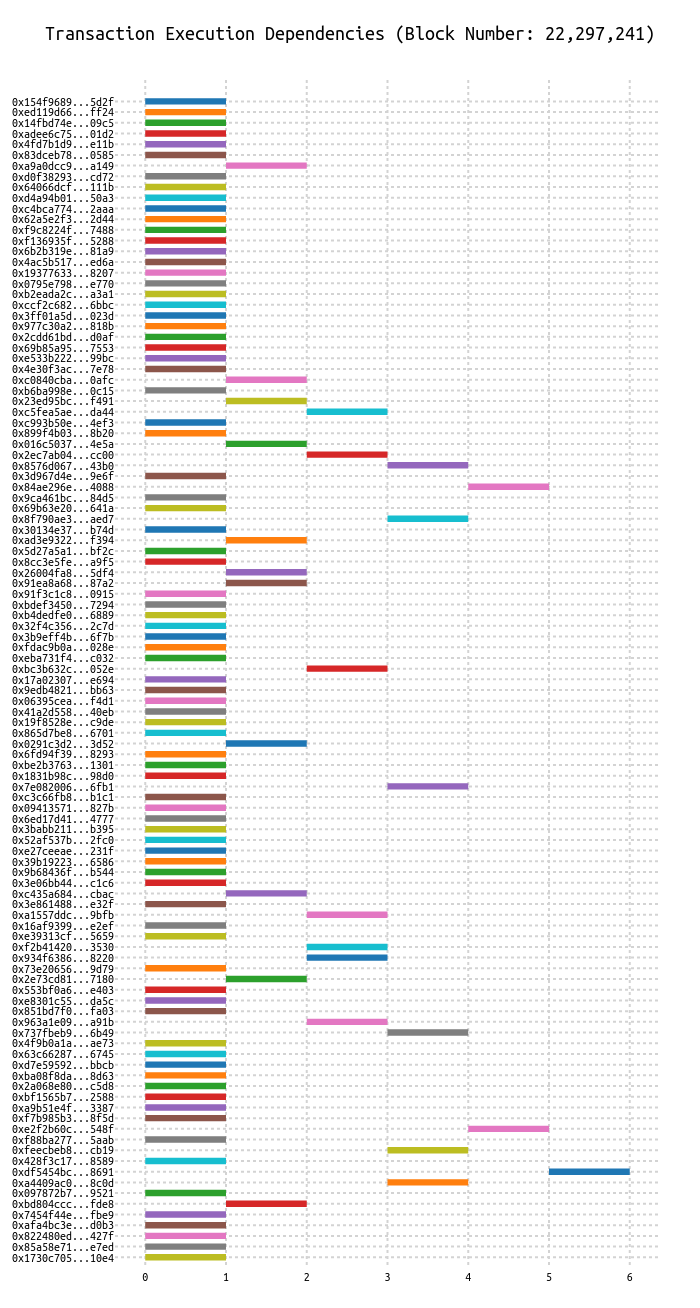 Transaction Execution Dependencies (Block Number: 22,297,241)
0x154f9689...5d2f
0xed119d66...ff24
0x14fbd74e...09c5
0xadee6c75...01d2
0x4fd7b1d9...e11b
0x83dceb78...0585
0xa9a0dcc9...a149
0xd0f38293...cd72
0x64066dcf...111b
0xd4a94b01...50a3
0xc4bca774...2aaa
0x62a5e2f3...2d44
0xf9c8224f...7488
0xf136935f...5288
0x6b2b319e...81a9
0x4ac5b517...ed6a
0x19377633...8207
0x0795e798...e770
0xb2eada2c...a3a1
0xccf2c682...6bbc
0x3ff01a5d...023d
0x977c30a2...818b
0x2cdd61bd...d0af
0x69b85a95...7553
0xe533b222...99bc
0x4e30f3ac...7e78
0xc0840cba...0afc
0xb6ba998e...0c15
0x23ed95bc...f491
0xc5fea5ae...da44
0xc993b50e...4ef3
0x899f4b03...8b20
0x016c5037...4e5a
0x2ec7ab04...cc00
0x8576d067...43b0
0x3d967d4e...9e6f
0x84ae296e...4088
0x9ca461bc...84d5
0x69b63e20...641a
0x8f790ae3...aed7
0x30134e37...b74d
0xad3e9322...f394
0x5d27a5a1...bf2c
0x8cc3e5fe...a9f5
0x26004fa8...5df4
0x91ea8a68...87a2
0x91f3c1c8...0915
0xbdef3450...7294
0xb4dedfe0...6889
0x32f4c356...2c7d
0x3b9eff4b...6f7b
0xfdac9b0a...028e
0xeba731f4...c032
0xbc3b632c...052e
0x17a02307...e694
0x9edb4821...bb63
0x06395cea...f4d1
0x41a2d558...40eb
0x19f8528e...c9de
0x865d7be8...6701
0x0291c3d2...3d52
0x6fd94f39...8293
0xbe2b3763...1301
0x1831b98c...98d0
0x7e082006...6fb1
0xc3c66fb8...b1c1
0x09413571...827b
0x6ed17d41...4777
0x3babb211...b395
0x52af537b...2fc0
0xe27ceeae...231f
0x39b19223...6586
0x9b68436f...b544
0x3e06bb44...c1c6
0xc435a684...cbac
0x3e861488...e32f
0xa1557ddc...9bfb
0x16af9399...e2ef
0xe39313cf...5659
0xf2b41420...3530
0x934f6386...8220
0x73e20656...9d79
0x2e73cd81...7180
0x553bf0a6...e403
0xe8301c55...da5c
0x851bd7f0...fa03
0x963a1e09...a91b
0x737fbeb9...6b49
0x4f9b0a1a...ae73
0x63c66287...6745
0xd7e59592...bbcb
0xba08f8da...8d63
0x2a068e80...c5d8
0xbf1565b7...2588
0xa9b51e4f...3387
0xf7b985b3...8f5d
0xe2f2b60c...548f
0xf88ba277...5aab
0xfeecbeb8...cb19
0x428f3c17...8589
0xdf5454bc...8691
0xa4409ac0...8c0d
0x097872b7...9521
0xbd804ccc...fde8
0x7454f44e...fbe9
0xafa4bc3e...d0b3
0x822480ed...427f
0x85a58e71...e7ed
0x1730c705...10e4
0 1 2 3 4 5 6